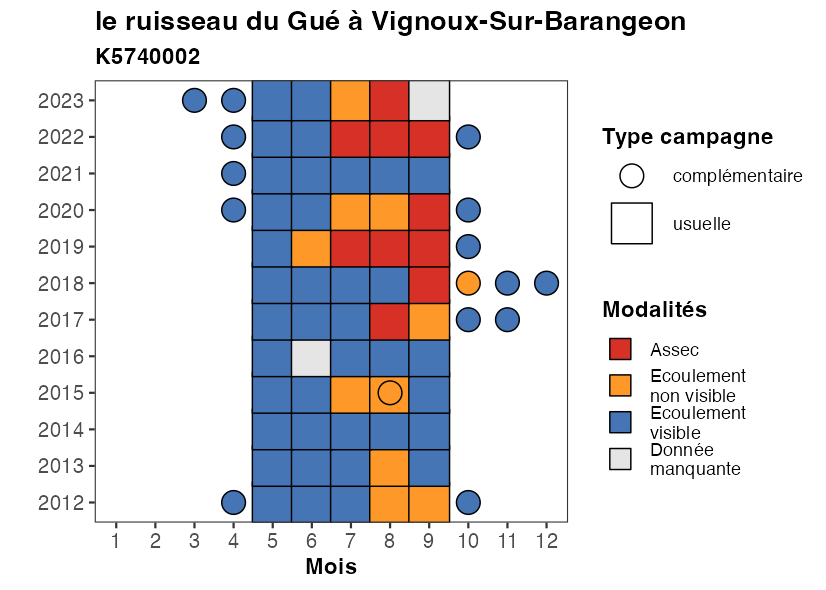 le ruisseau du Gué à Vignoux-Sur-Barangeon
K5740002
2023
2022
2021
2020
2019
2018
2017
2016
2015
2014
2013
2012
1 2 3 4 5 6 7 8 9 10 11 12
Mois
Type campagne
complémentaire
usuelle
Modalités
Assec
Ecoulement
non visible
Ecoulement
visible
Donnée
manquante